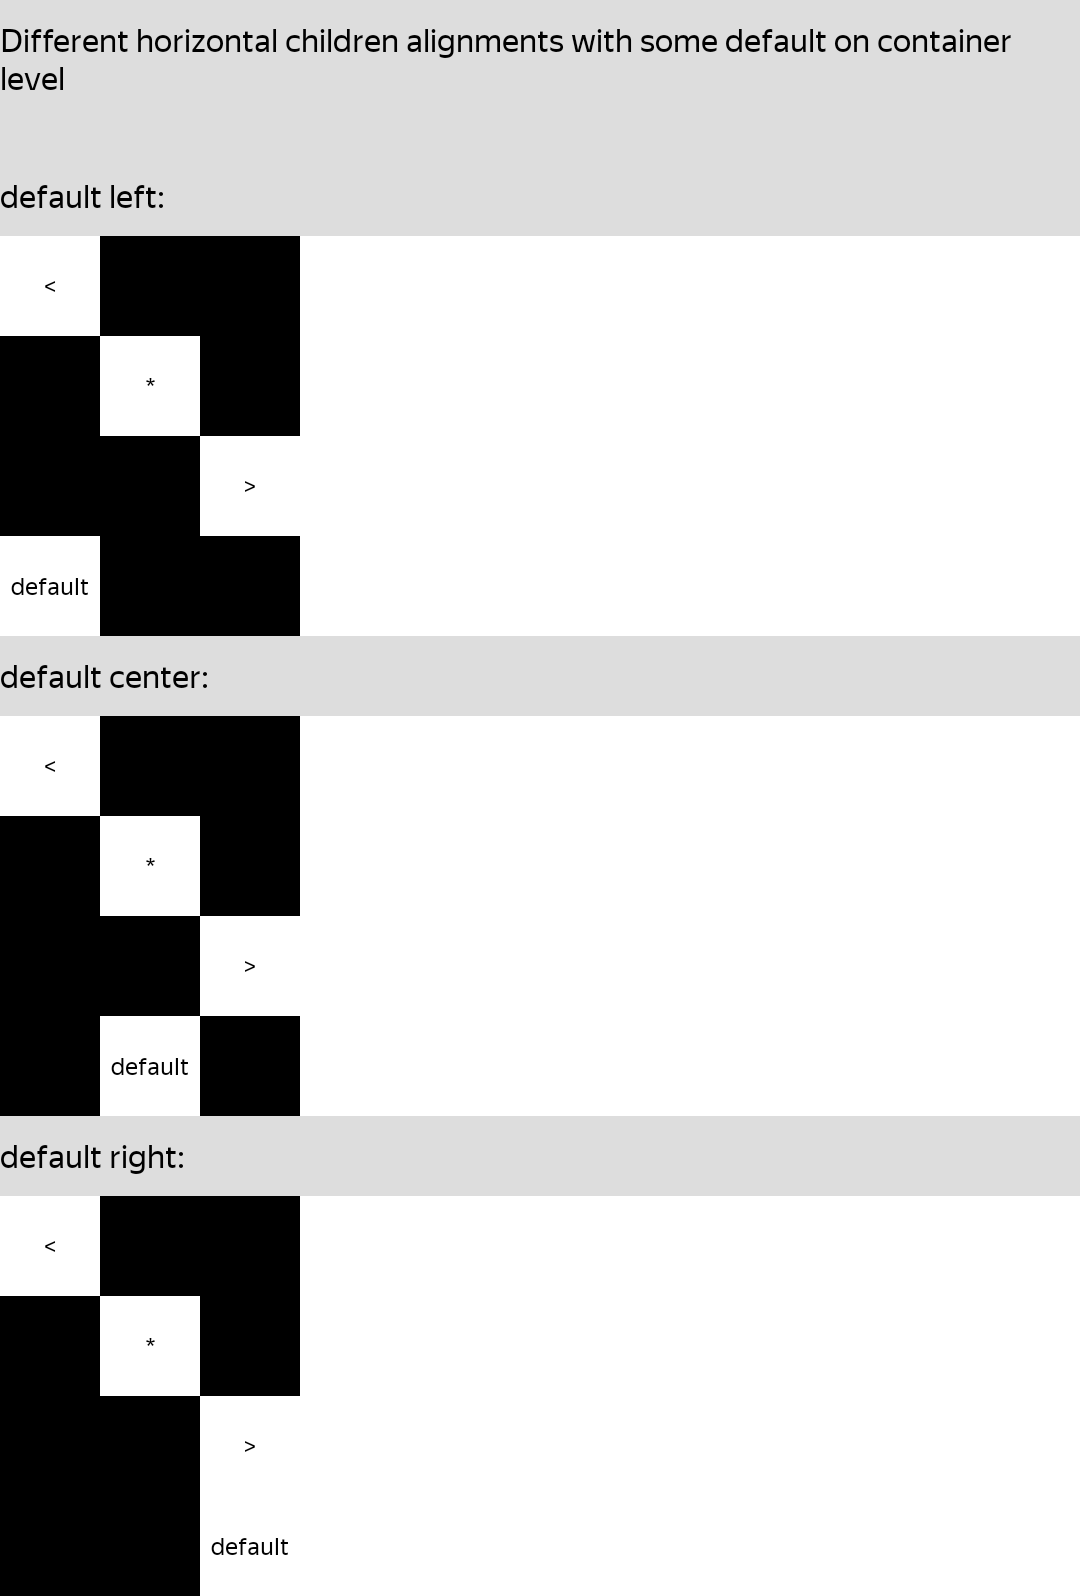 Different horizontal children alignments with some default on container
level
default left:
<
*
>
default
default center:
<
*
>
default
default right:
<
*
>
default